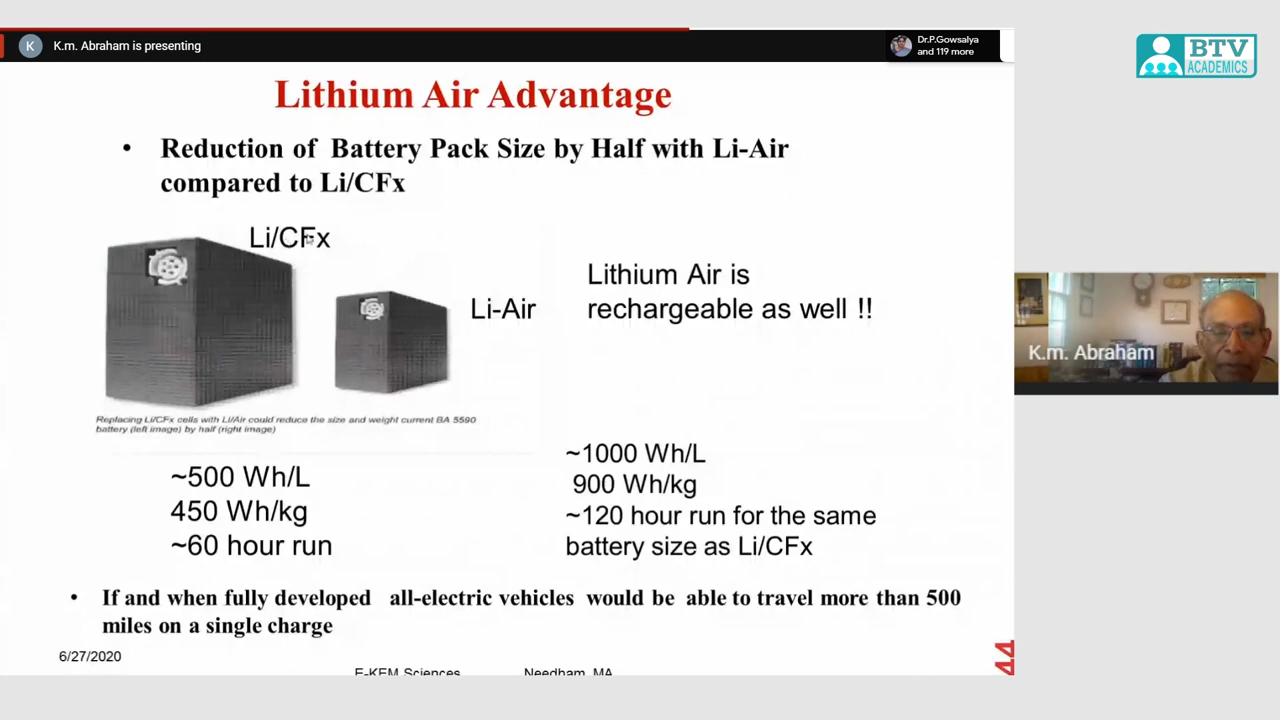 K
K.m. Abraham is presenting
Dr.P.Gowsalya
and 119 more
BTV
ACADEMICS
Lithium Air Advantage
• Reduction of Battery Pack Size by Half with Li-Air
compared to Li/CFx
Li/CFx
Li-Air
Lithium Air is
rechargeable as well !!
K.m. Abraham
Replacing Li/CFx cells with Li/Air could reduce the size and weight current BA 5590
battery (left image) by half (right image)
~500 Wh/L
450 Wh/kg
~60 hour run
~1000 Wh/L
900 Wh/kg
~120 hour run for the same
battery size as Li/CFx
• If and when fully developed all-electric vehicles would be able to travel more than 500
miles on a single charge
6/27/2020
E-KEM Sciences
Needham, MA
44